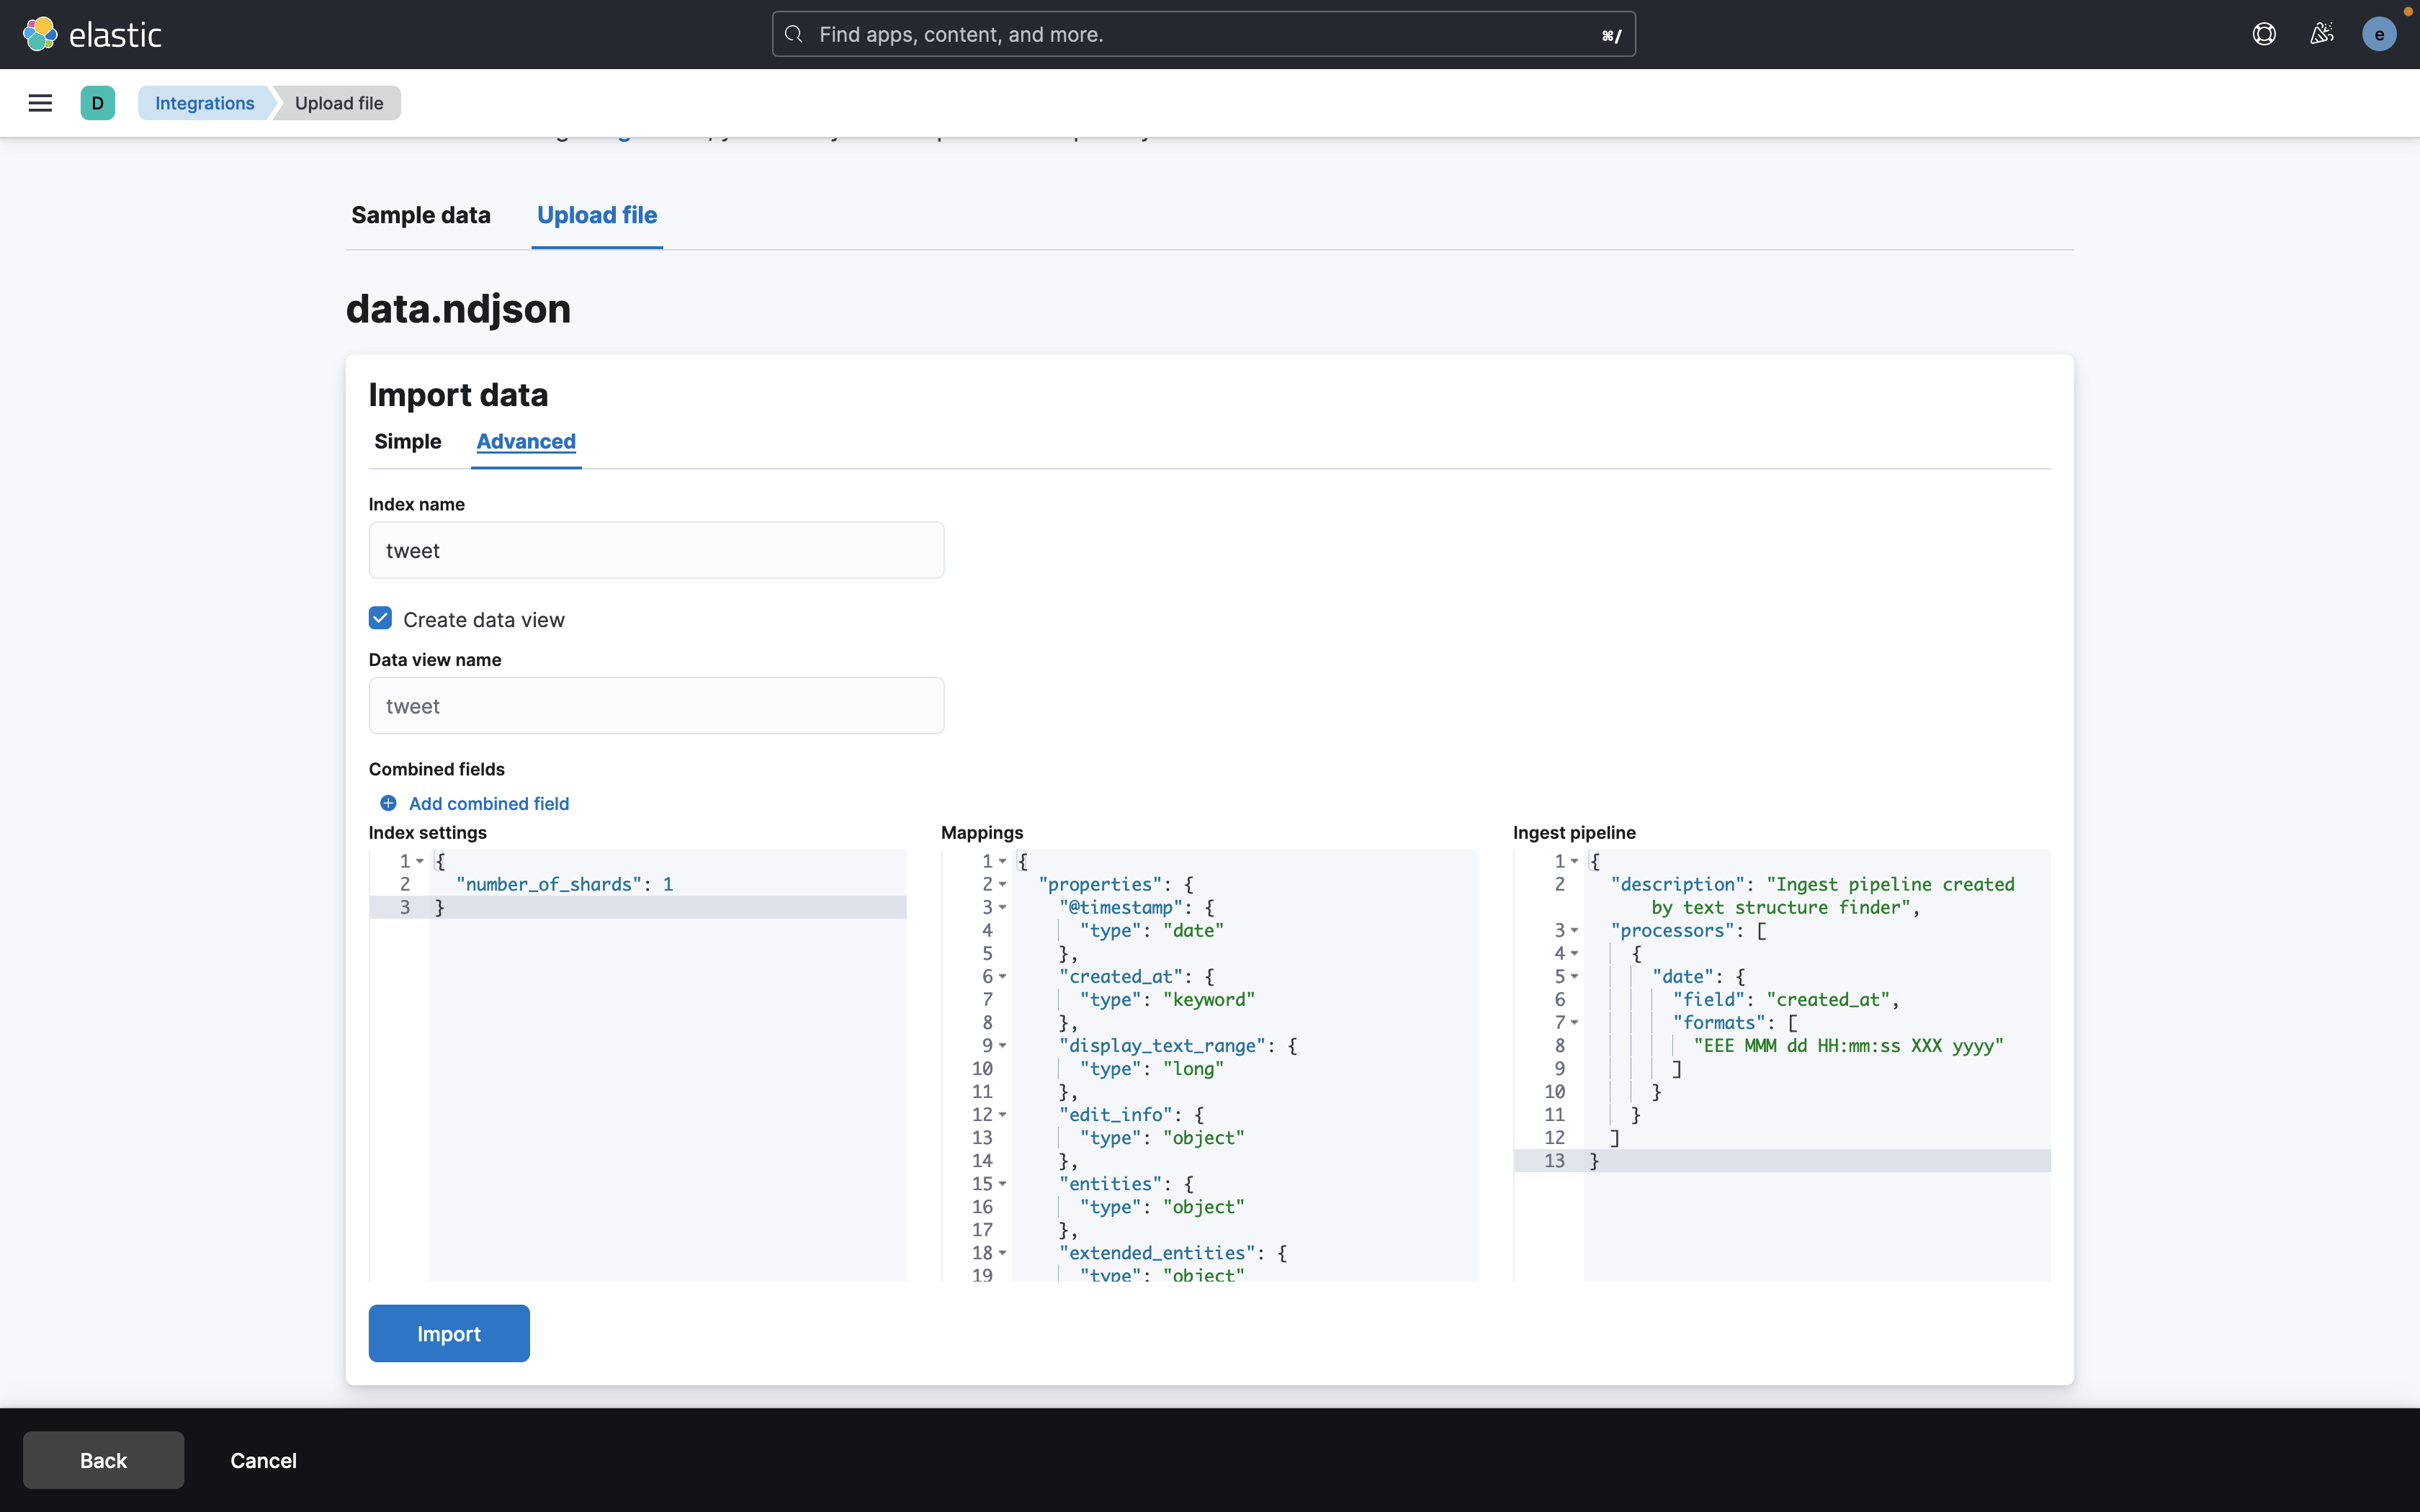 elastic
Find apps, content, and more.
⌘/
e
D
Integrations
Upload file
Sample data
Upload file
data.ndjson
Import data
Simple
Advanced
Index name
tweet
Create data view
Data view name
tweet
Combined fields
Add combined field
Index settings
1 {
2 "number_of_shards": 1
3 }
Mappings
1 {
2 "properties": {
3 "@timestamp": {
4 "type": "date"
5 },
6 "created_at": {
7 "type": "keyword"
8 },
9 "display_text_range": {
10 "type": "long"
11 },
12 "edit_info": {
13 "type": "object"
14 },
15 "entities": {
16 "type": "object"
17 },
18 "extended_entities": {
19 "type": "object"
Ingest pipeline
1 {
2 "description": "Ingest pipeline created
by text structure finder",
3 "processors": [
4 {
5 "date": {
6 "field": "created_at",
7 "formats": [
8 "EEE MMM dd HH:mm:ss XXX yyyy"
9 ]
10 }
11 }
12 ]
13 }
Import
Back
Cancel